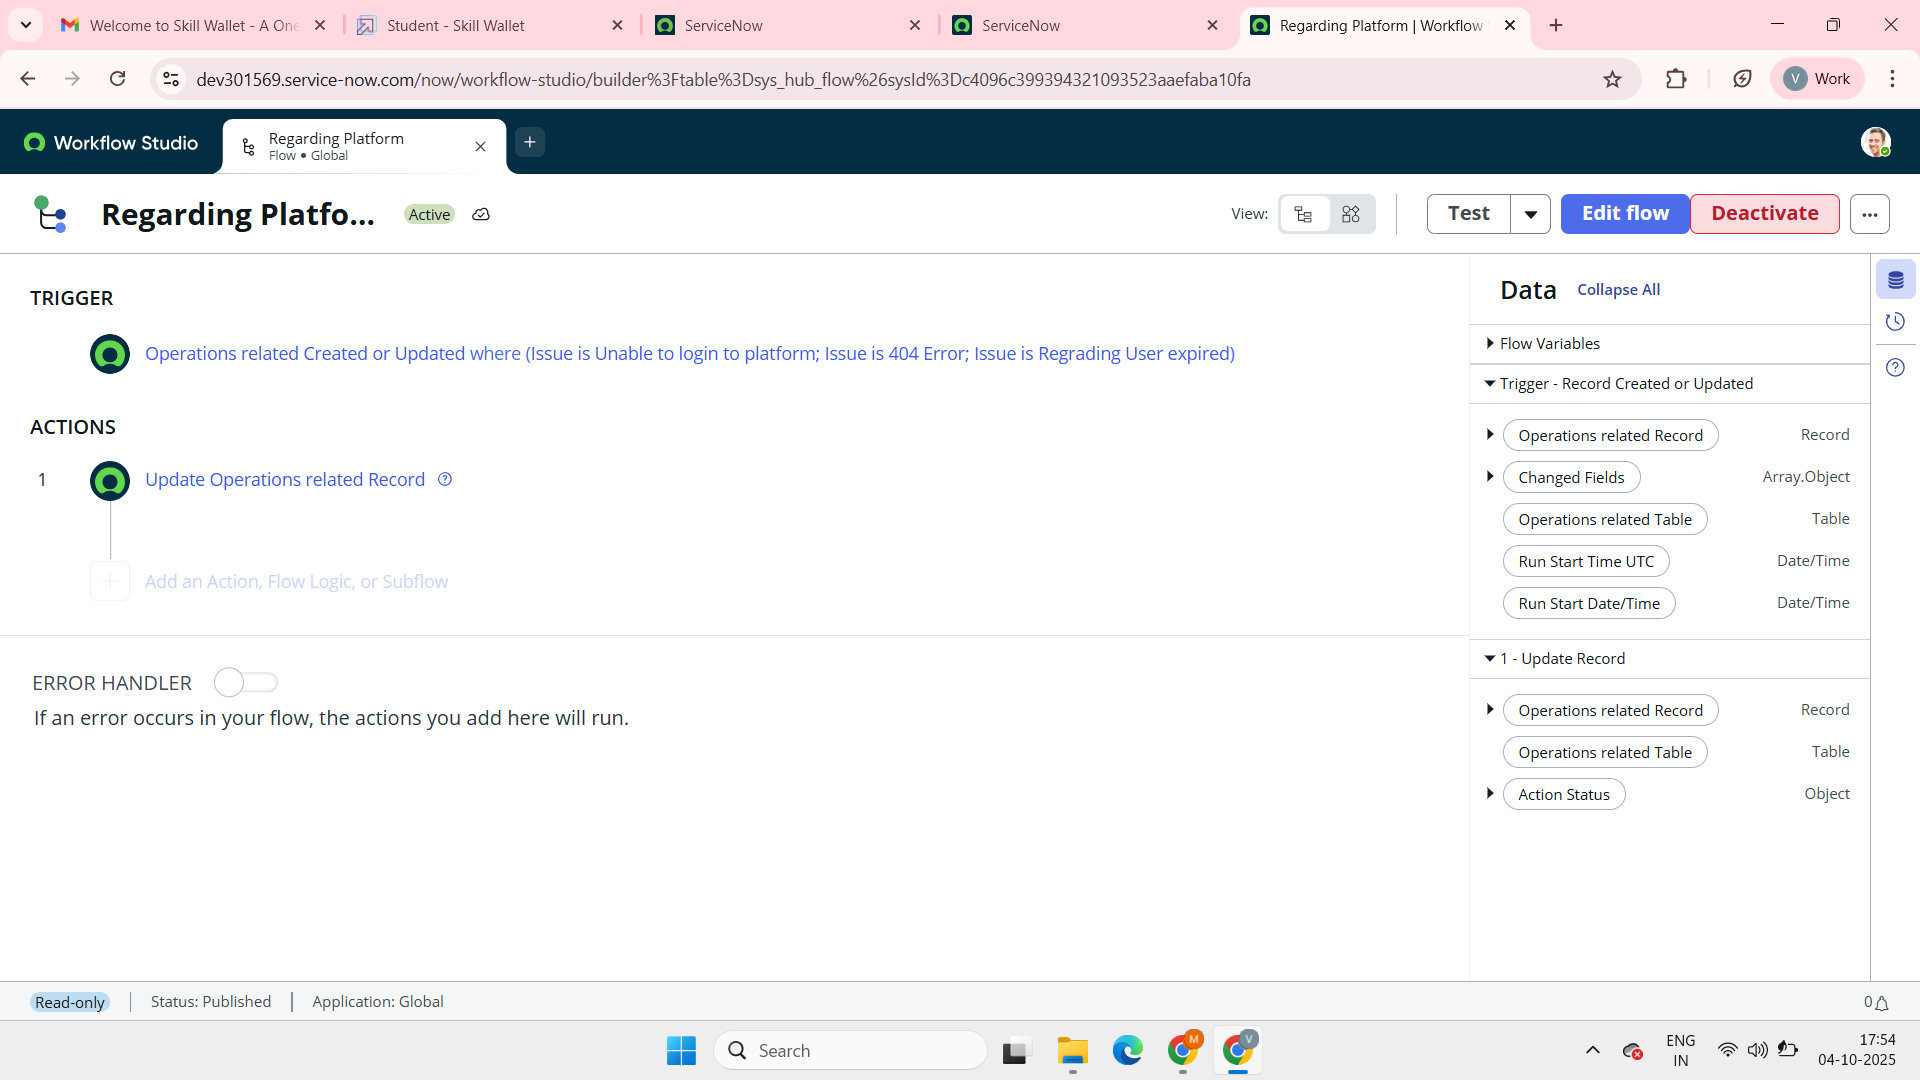 Welcome to Skill Wallet - A One
Student - Skill Wallet
ServiceNow
ServiceNow
Regarding Platform | Workflow
dev301569.service-now.com/now/workflow-studio/builder%3Ftable%3Dsys_hub_flow%26sysId%3Dc4096c399394321093523aaefaba10fa
V Work
Workflow Studio
Regarding Platform
Flow • Global
Regarding Platfo...
Active
View:
Test
Edit flow
Deactivate
TRIGGER
Operations related Created or Updated where (Issue is Unable to login to platform; Issue is 404 Error; Issue is Regrading User expired)
ACTIONS
1
Update Operations related Record
Add an Action, Flow Logic, or Subflow
ERROR HANDLER
If an error occurs in your flow, the actions you add here will run.
Data Collapse All
Flow Variables
Trigger - Record Created or Updated
Operations related Record Record
Changed Fields Array.Object
Operations related Table Table
Run Start Time UTC Date/Time
Run Start Date/Time Date/Time
1 - Update Record
Operations related Record Record
Operations related Table Table
Action Status Object
Read-only Status: Published Application: Global
0
Search
M
V
ENG
IN
17:54
04-10-2025